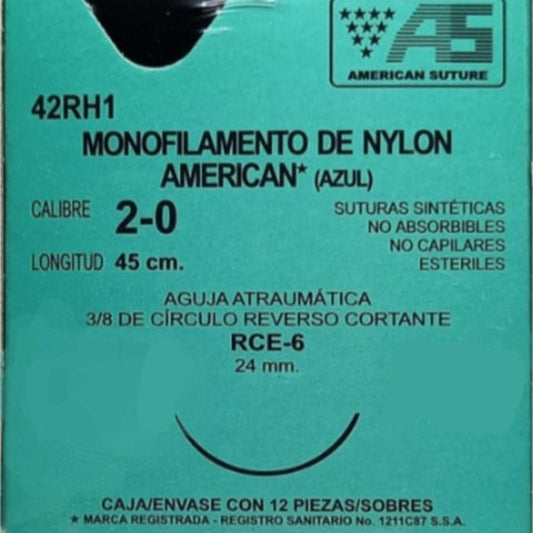 AS
AMERICAN SUTURE
42RH1
MONOFILAMENTO DE NYLON
AMERICAN* (AZUL)
CALIBRE 2-0
LONGITUD 45 cm.
SUTURAS SINTÉTICAS
NO ABSORBIBLES
NO CAPILARES
ESTERILES
AGUJA ATRAUMÁTICA
3/8 DE CÍRCULO REVERSO CORTANTE
RCE-6
24 mm.
CAJA/ENVASE CON 12 PIEZAS/SOBRES
* MARCA REGISTRADA - REGISTRO SANITARIO No. 1211C87 S.S.A.